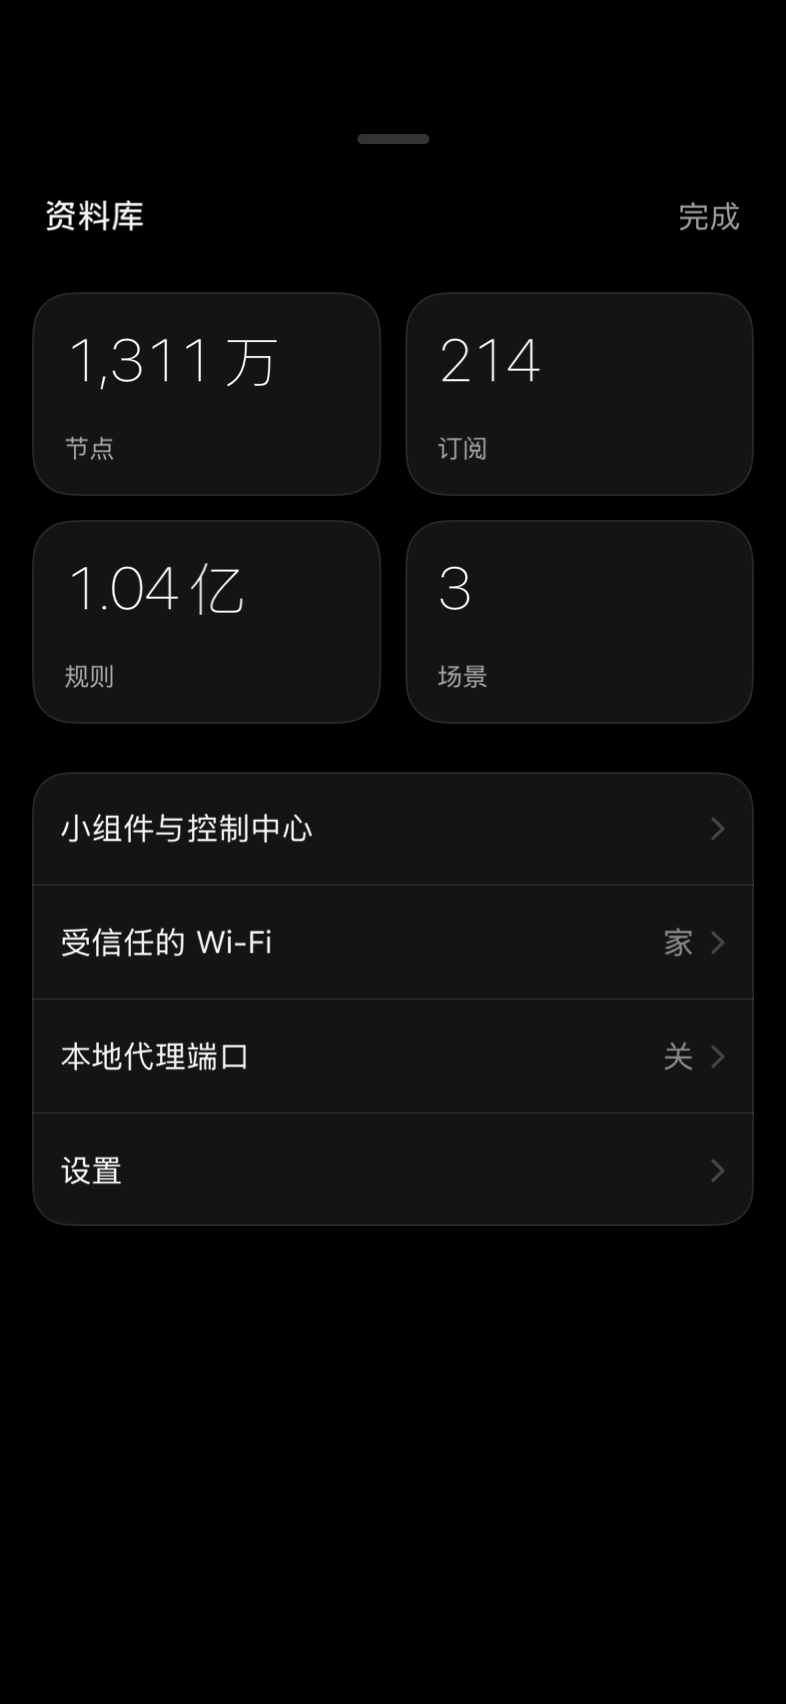 资料库
完成
1,311 万
214
节点
订阅
1.04 亿
3
规则
场景
小组件与控制中心
受信任的 Wi-Fi
家
本地代理端口
关
设置